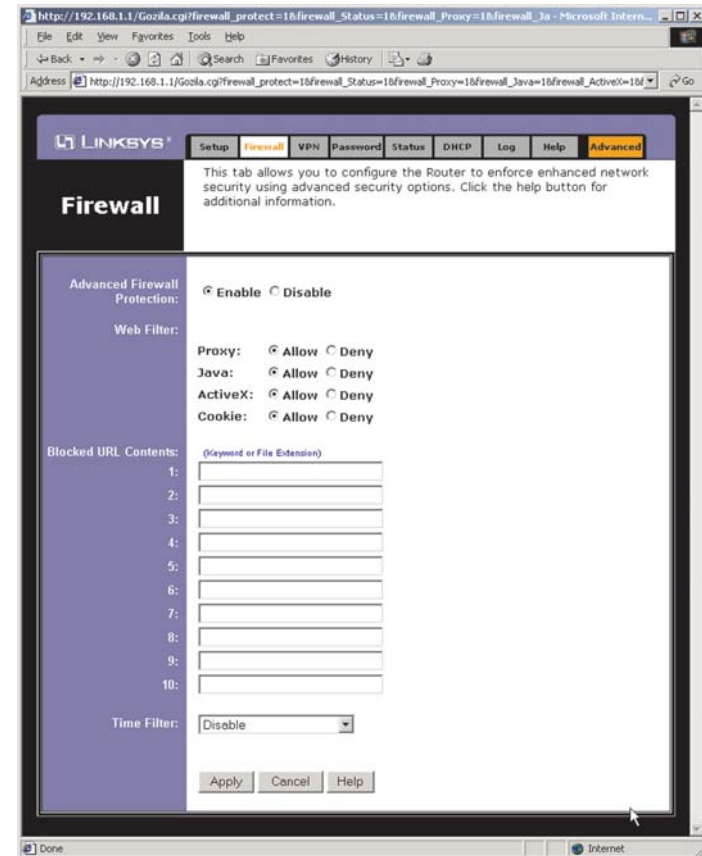 http://192.168.1.1/Gozila.cgi?firewall_protect=1&firewall_Status=1&firewall_Proxy=1&firewall_Ja - Microsoft Intern...
File Edit View Favorites Tools Help
Back Search Favorites History
Address http://192.168.1.1/Gozila.cgi?firewall_protect=1&firewall_Status=1&firewall_Proxy=1&firewall_Java=1&firewall_ActiveX=1&f Go
LINKSYS®
Setup Firewall VPN Password Status DHCP Log Help Advanced
Firewall
This tab allows you to configure the Router to enforce enhanced network
security using advanced security options. Click the help button for
additional information.
Advanced Firewall
Protection: Enable Disable
Web Filter:
Proxy: Allow Deny
Java: Allow Deny
ActiveX: Allow Deny
Cookie: Allow Deny
Blocked URL Contents: (Keyword or File Extension)
1:
2:
3:
4:
5:
6:
7:
8:
9:
10:
Time Filter: Disable
Apply Cancel Help
Done Internet